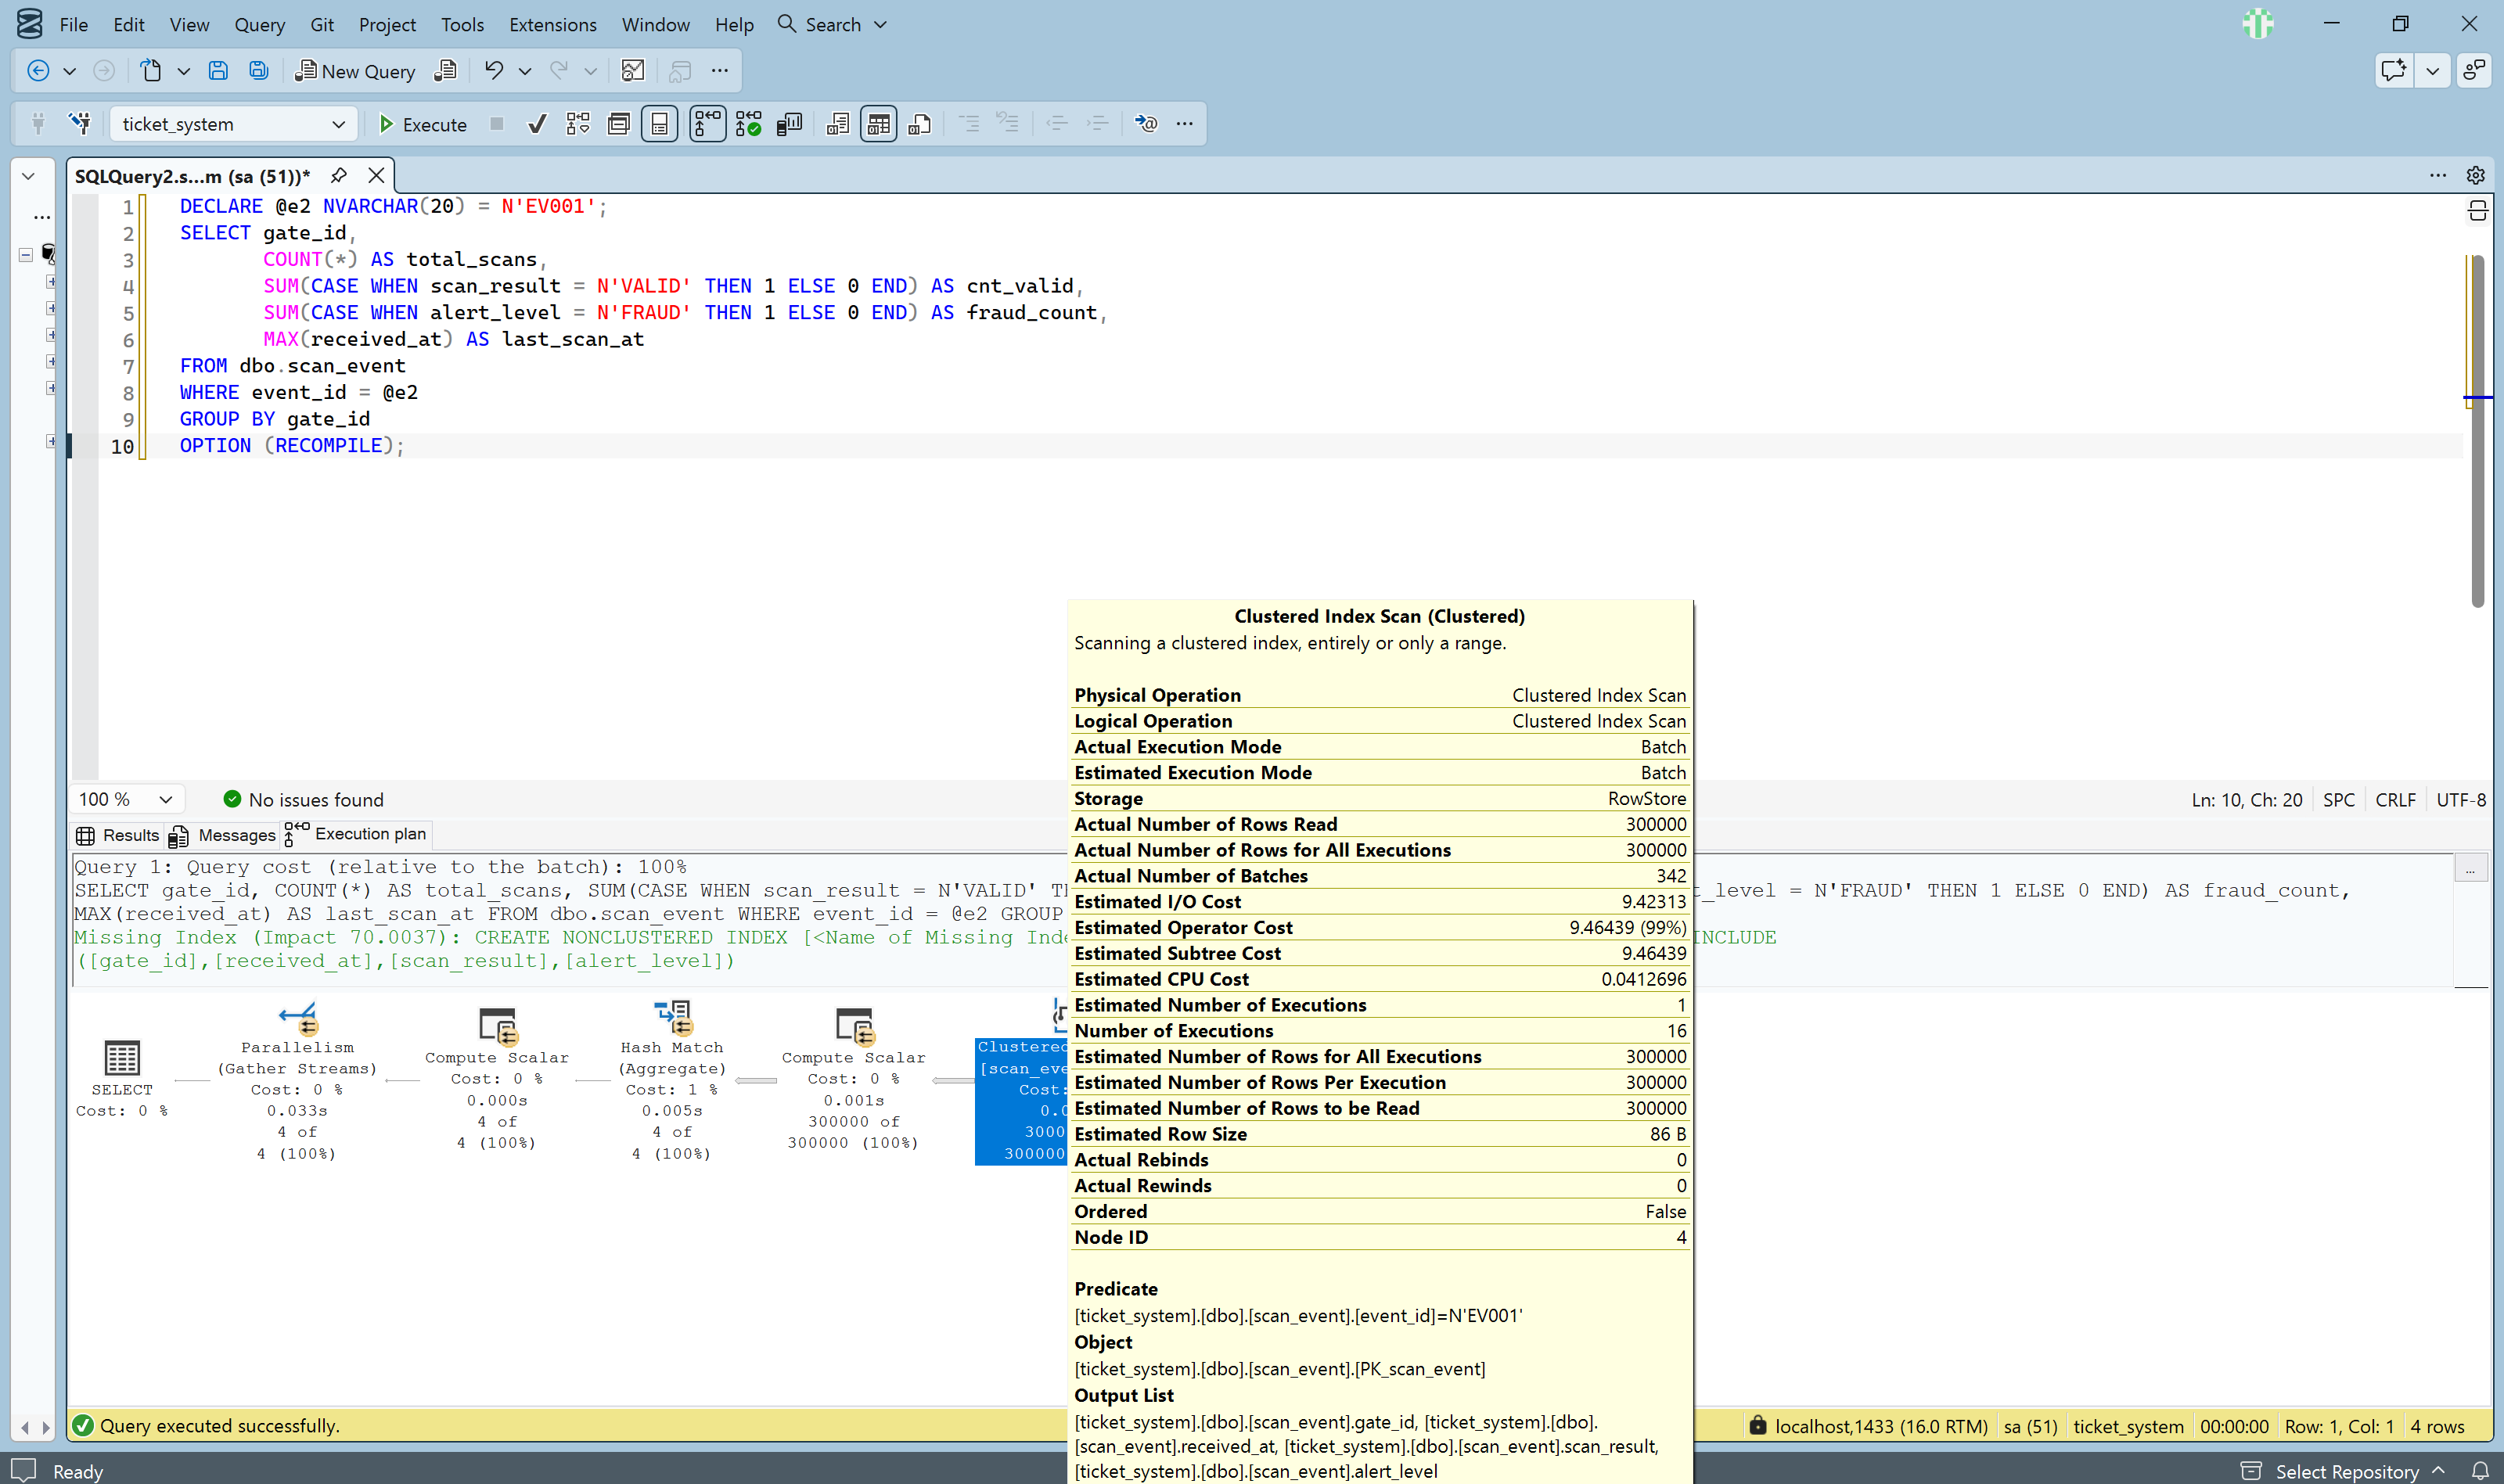 File Edit View Query Git Project Tools Extensions Window Help Search
New Query
ticket_system Execute
SQLQuery2.s...m (sa (51))*
1 DECLARE @e2 NVARCHAR(20) = N'EV001';
2 SELECT gate_id,
3 COUNT(*) AS total_scans,
4 SUM(CASE WHEN scan_result = N'VALID' THEN 1 ELSE 0 END) AS cnt_valid,
5 SUM(CASE WHEN alert_level = N'FRAUD' THEN 1 ELSE 0 END) AS fraud_count,
6 MAX(received_at) AS last_scan_at
7 FROM dbo.scan_event
8 WHERE event_id = @e2
9 GROUP BY gate_id
10 OPTION (RECOMPILE);
100 % No issues found Ln: 10, Ch: 20 SPC CRLF UTF-8
Results Messages Execution plan
Query 1: Query cost (relative to the batch): 100%
SELECT gate_id, COUNT(*) AS total_scans, SUM(CASE WHEN scan_result = N'VALID' TH t_level = N'FRAUD' THEN 1 ELSE 0 END) AS fraud_count,
MAX(received_at) AS last_scan_at FROM dbo.scan_event WHERE event_id = @e2 GROUP
Missing Index (Impact 70.0037): CREATE NONCLUSTERED INDEX [<Name of Missing Inde INCLUDE
([gate_id],[received_at],[scan_result],[alert_level])
SELECT
Cost: 0 %
Parallelism
(Gather Streams)
Cost: 0 %
0.033s
4 of
4 (100%)
Compute Scalar
Cost: 0 %
0.000s
4 of
4 (100%)
Hash Match
(Aggregate)
Cost: 1 %
0.005s
4 of
4 (100%)
Compute Scalar
Cost: 0 %
0.001s
300000 of
300000 (100%)
Clustered
[scan_eve
Cost:
0.0
3000
300000
Clustered Index Scan (Clustered)
Scanning a clustered index, entirely or only a range.
Physical Operation Clustered Index Scan
Logical Operation Clustered Index Scan
Actual Execution Mode Batch
Estimated Execution Mode Batch
Storage RowStore
Actual Number of Rows Read 300000
Actual Number of Rows for All Executions 300000
Actual Number of Batches 342
Estimated I/O Cost 9.42313
Estimated Operator Cost 9.46439 (99%)
Estimated Subtree Cost 9.46439
Estimated CPU Cost 0.0412696
Estimated Number of Executions 1
Number of Executions 16
Estimated Number of Rows for All Executions 300000
Estimated Number of Rows Per Execution 300000
Estimated Number of Rows to be Read 300000
Estimated Row Size 86 B
Actual Rebinds 0
Actual Rewinds 0
Ordered False
Node ID 4
Predicate
[ticket_system].[dbo].[scan_event].[event_id]=N'EV001'
Object
[ticket_system].[dbo].[scan_event].[PK_scan_event]
Output List
[ticket_system].[dbo].[scan_event].gate_id, [ticket_system].[dbo].
[scan_event].received_at, [ticket_system].[dbo].[scan_event].scan_result,
[ticket_system].[dbo].[scan_event].alert_level
Query executed successfully. localhost,1433 (16.0 RTM) sa (51) ticket_system 00:00:00 Row: 1, Col: 1 4 rows
Ready Select Repository